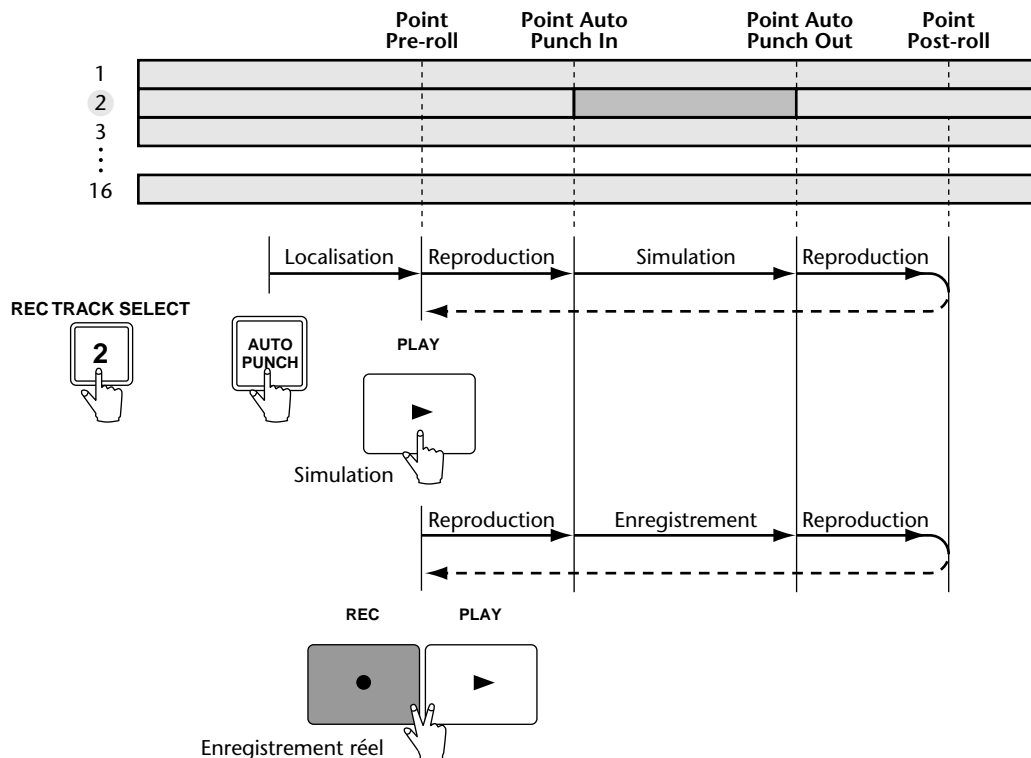 Point Pre-roll
Point Auto Punch In
Point Auto Punch Out
Point Post-roll
1
2
3
16
Localisation
Reproduction
Simulation
Reproduction
REC TRACK SELECT
2
AUTO PUNCH
PLAY
Simulation
Reproduction
Enregistrement
Reproduction
REC
PLAY
Enregistrement réel